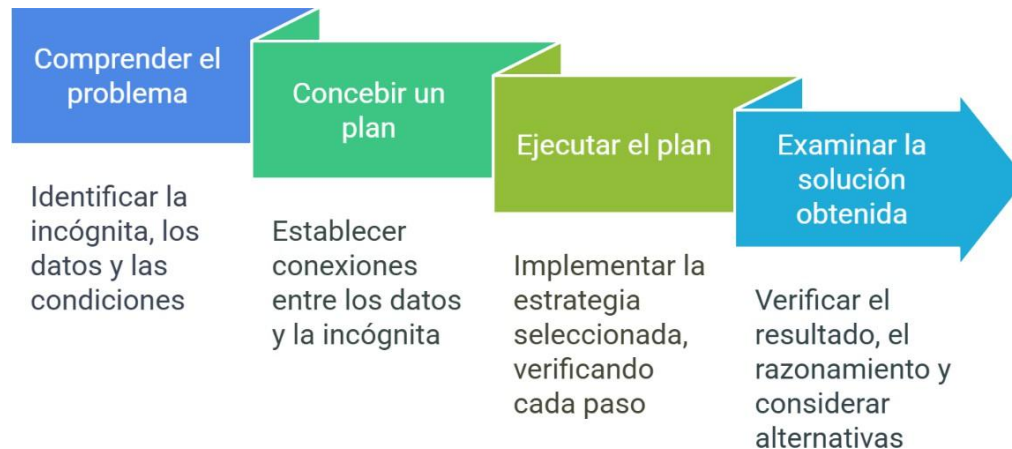 Comprender el
problema
Identificar la
incógnita, los
datos y las
condiciones
Concebir un
plan
Establecer
conexiones
entre los datos
y la incógnita
Ejecutar el plan
Implementar la
estrategia
seleccionada,
verificando
cada paso
Examinar la
solución
obtenida
Verificar el
resultado, el
razonamiento y
considerar
alternativas